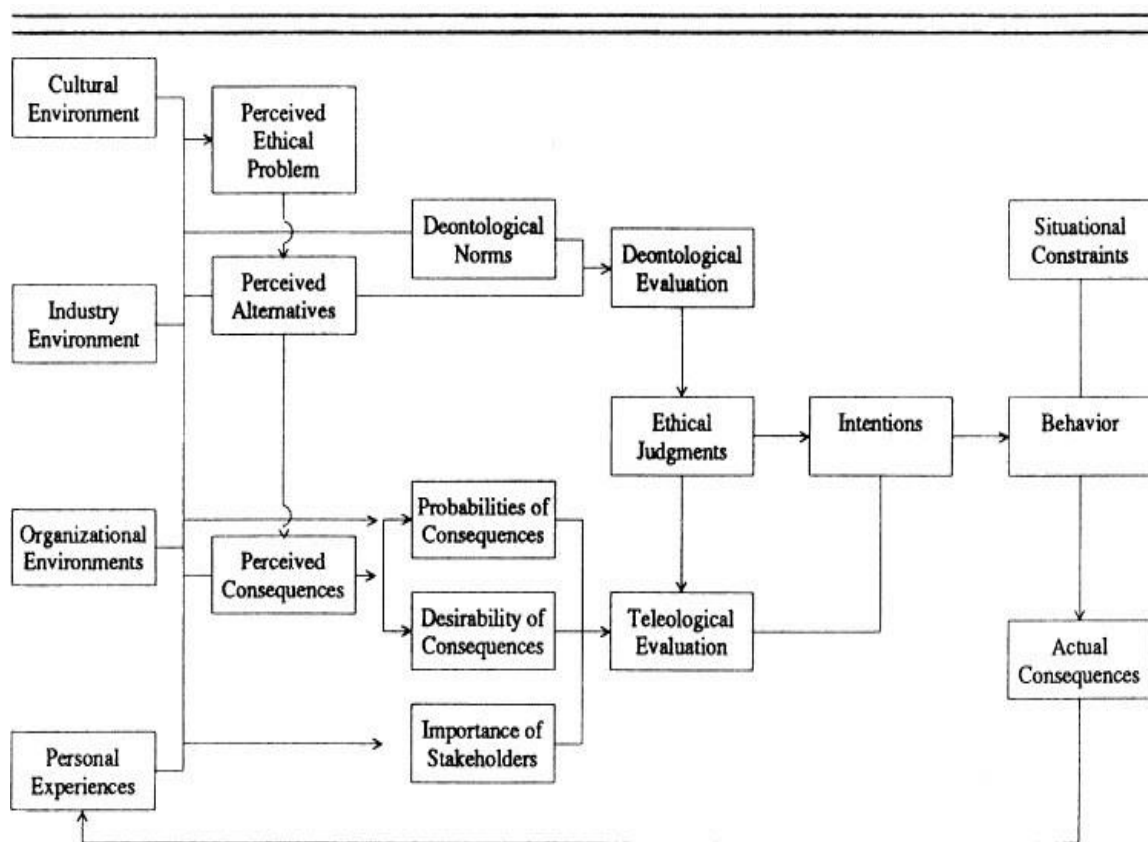 Cultural
Environment
Perceived
Ethical
Problem
Deontological
Norms
Deontological
Evaluation
Situational
Constraints
Industry
Environment
Perceived
Alternatives
Ethical
Judgments
Intentions
Behavior
Organizational
Environments
Perceived
Consequences
Probabilities of
Consequences
Desirability of
Consequences
Teleological
Evaluation
Actual
Consequences
Personal
Experiences
Importance of
Stakeholders